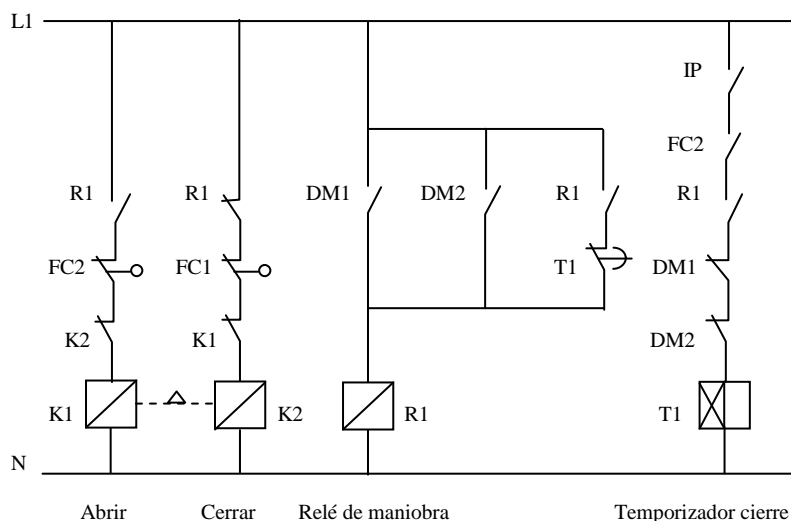 L1
IP
FC2
R1 R1 DM1 DM2 R1 R1
FC2 FC1 T1 DM1
K2 K1 DM2
K1 K2 R1 T1
N
Abrir Cerrar Relé de maniobra Temporizador cierre